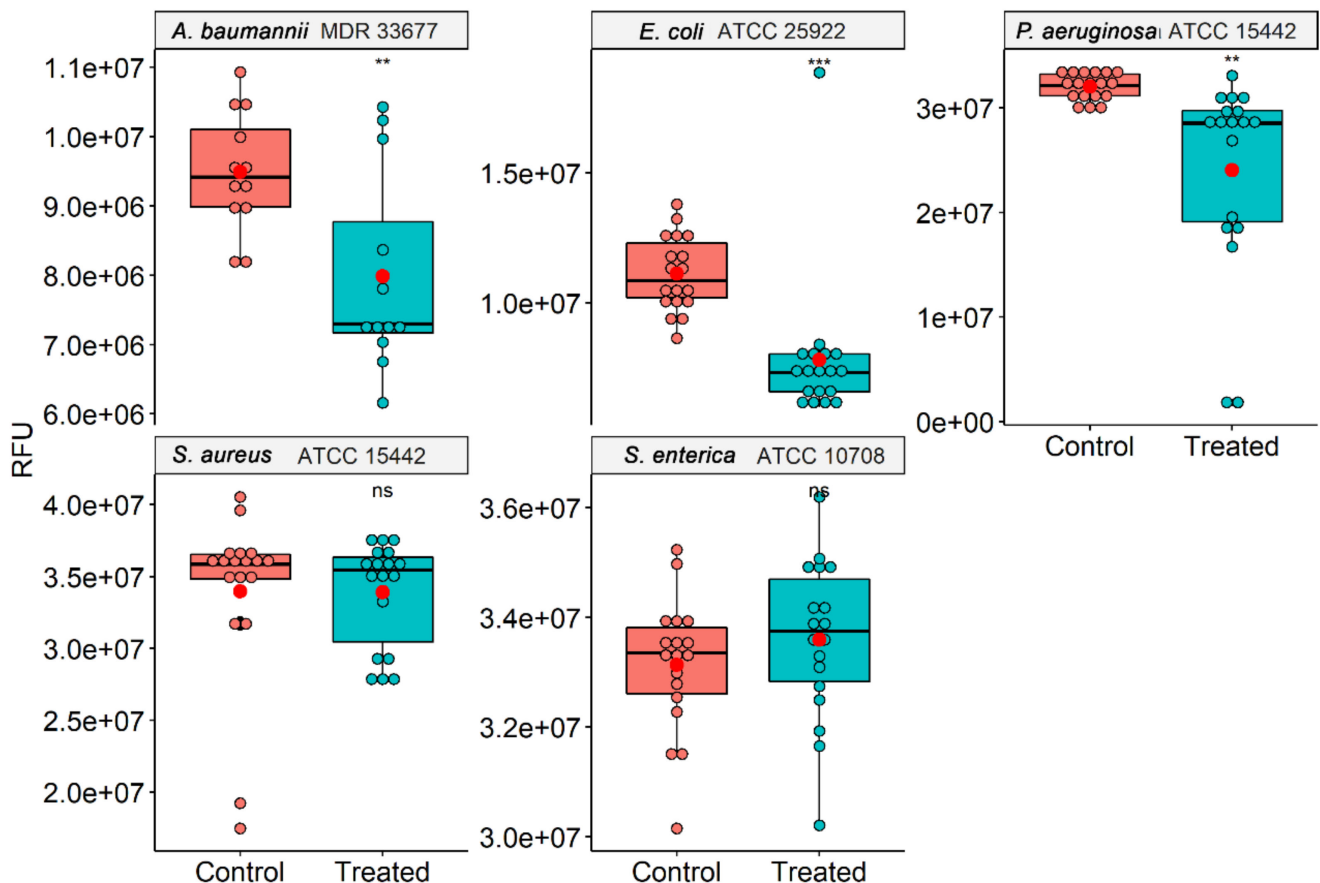 A. baumannii MDR 33677
E. coli ATCC 25922
P. aeruginosa ATCC 15442
**
***
**
1.1e+07
1.0e+07
9.0e+06
8.0e+06
7.0e+06
6.0e+06
1.5e+07
1.0e+07
3e+07
2e+07
1e+07
0e+00
Control Treated
RFU
S. aureus ATCC 15442
S. enterica ATCC 10708
ns
ns
4.0e+07
3.5e+07
3.0e+07
2.5e+07
2.0e+07
3.6e+07
3.4e+07
3.2e+07
3.0e+07
Control Treated
Control Treated